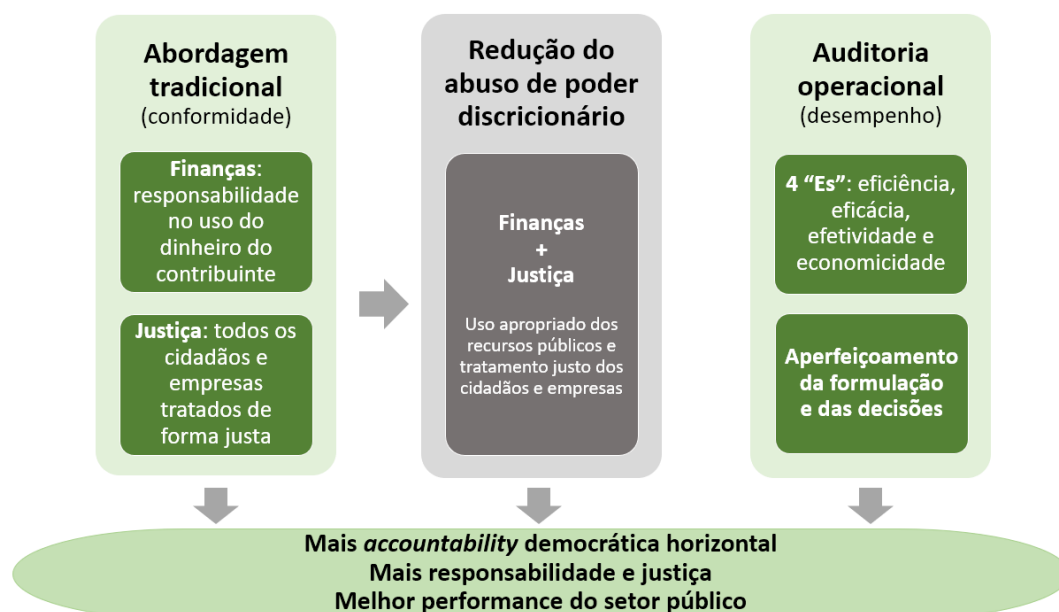 Abordagem
tradicional
(conformidade)
Finanças:
responsabilidade
no uso do
dinheiro do
contribuinte
Justiça: todos os
cidadãos e
empresas
tratados de
forma justa
Redução do
abuso de poder
discricionário
Finanças
+
Justiça
Uso apropriado dos
recursos públicos e
tratamento justo dos
cidadãos e empresas
Auditoria
operacional
(desempenho)
4 “Es”: eficiência,
eficácia,
efetividade e
economicidade
Aperfeiçoamento
da formulação
e das decisões
Mais accountability democrática horizontal
Mais responsabilidade e justiça
Melhor performance do setor público